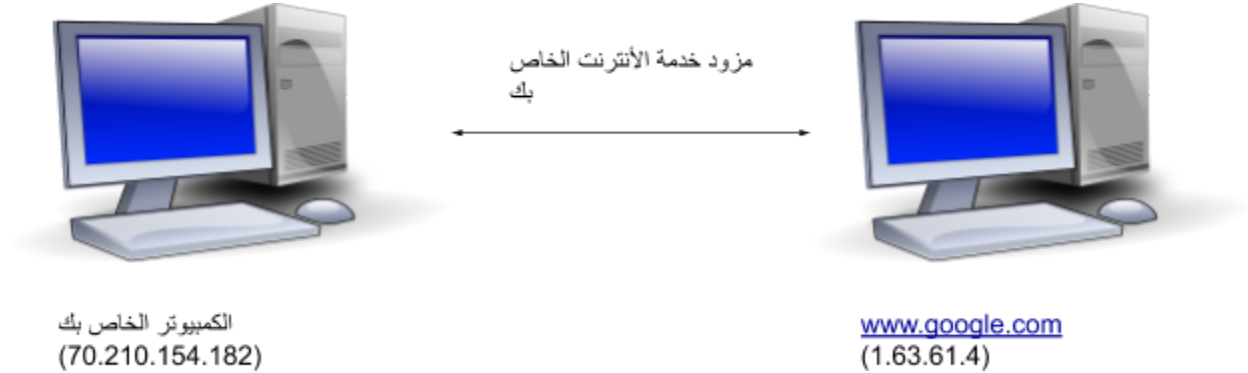 مزود خدمة الأنترنت الخاص
بك
الكمبيوتر الخاص بك
(70.210.154.182)
www.google.com
(1.63.61.4)